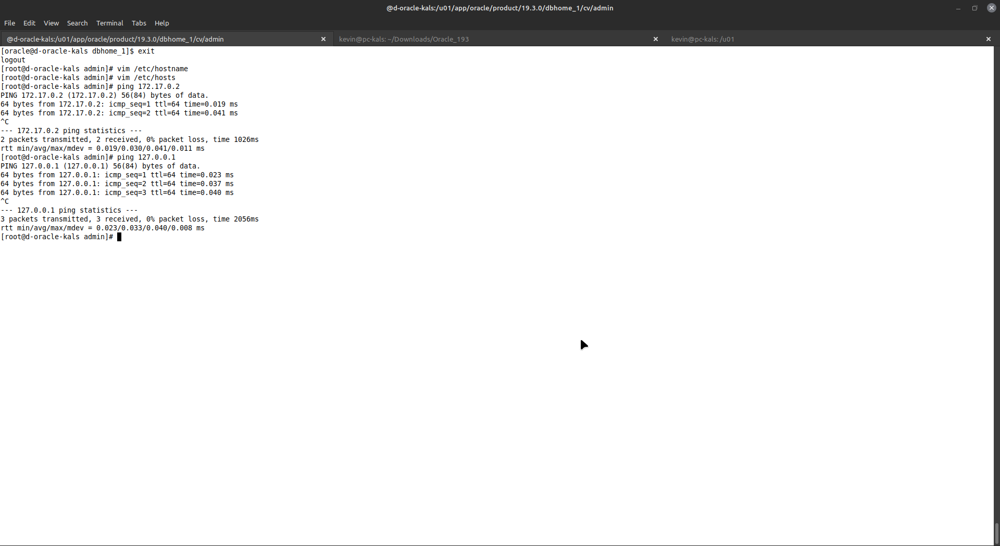 @d-oracle-kals:/u01/app/oracle/product/19.3.0/dbhome_1/cv/admin
File Edit View Search Terminal Tabs Help
@d-oracle-kals:/u01/app/oracle/product/19.3.0/dbhome_1/cv/admin
kevin@pc-kals: ~/Downloads/Oracle_193
kevin@pc-kals: /u01
[oracle@d-oracle-kals dbhome_1]$ exit
logout
[root@d-oracle-kals admin]# vim /etc/hostname
[root@d-oracle-kals admin]# vim /etc/hosts
[root@d-oracle-kals admin]# ping 172.17.0.2
PING 172.17.0.2 (172.17.0.2) 56(84) bytes of data.
64 bytes from 172.17.0.2: icmp_seq=1 ttl=64 time=0.019 ms
64 bytes from 172.17.0.2: icmp_seq=2 ttl=64 time=0.041 ms
^C
--- 172.17.0.2 ping statistics ---
2 packets transmitted, 2 received, 0% packet loss, time 1026ms
rtt min/avg/max/mdev = 0.019/0.030/0.041/0.011 ms
[root@d-oracle-kals admin]# ping 127.0.0.1
PING 127.0.0.1 (127.0.0.1) 56(84) bytes of data.
64 bytes from 127.0.0.1: icmp_seq=1 ttl=64 time=0.023 ms
64 bytes from 127.0.0.1: icmp_seq=2 ttl=64 time=0.037 ms
64 bytes from 127.0.0.1: icmp_seq=3 ttl=64 time=0.040 ms
^C
--- 127.0.0.1 ping statistics ---
3 packets transmitted, 3 received, 0% packet loss, time 2056ms
rtt min/avg/max/mdev = 0.023/0.033/0.040/0.008 ms
[root@d-oracle-kals admin]#